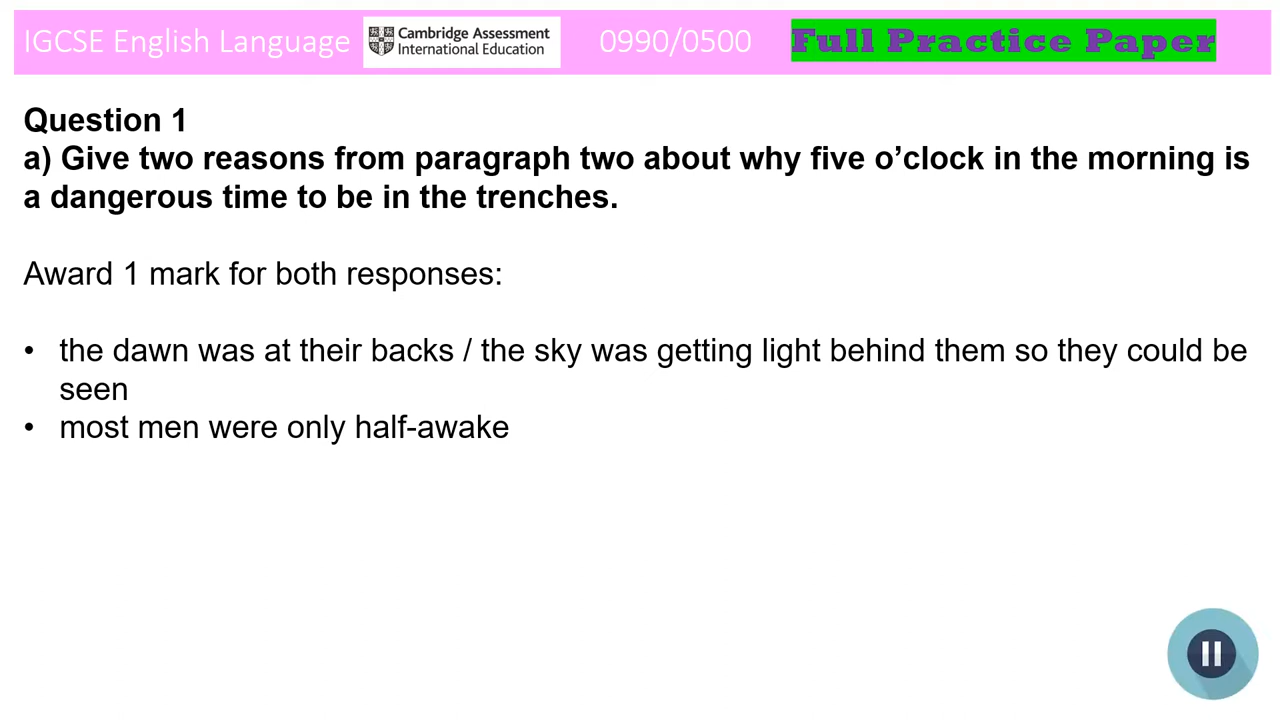 IGCSE English Language
Cambridge Assessment
International Education
0990/0500
Full Practice Paper
Question 1
a) Give two reasons from paragraph two about why five o’clock in the morning is
a dangerous time to be in the trenches.
Award 1 mark for both responses:
• the dawn was at their backs / the sky was getting light behind them so they could be
seen
• most men were only half-awake